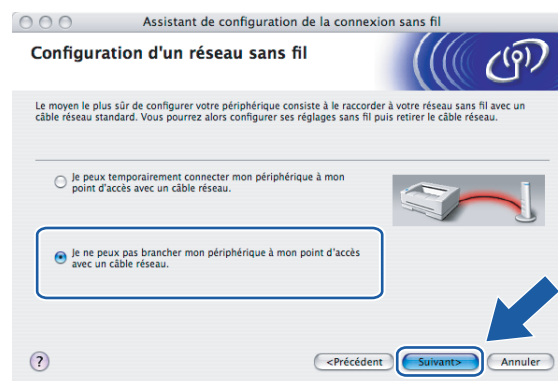 Assistant de configuration de la connexion sans fil
Configuration d'un réseau sans fil
Le moyen le plus sûr de configurer votre périphérique consiste à le raccorder à votre réseau sans fil avec un
câble réseau standard. Vous pourrez alors configurer ses réglages sans fil puis retirer le câble réseau.
Je peux temporairement connecter mon périphérique à mon
point d'accès avec un câble réseau.
Je ne peux pas brancher mon périphérique à mon point d'accès
avec un câble réseau.
?
<Précédent
Suivant>
Annuler